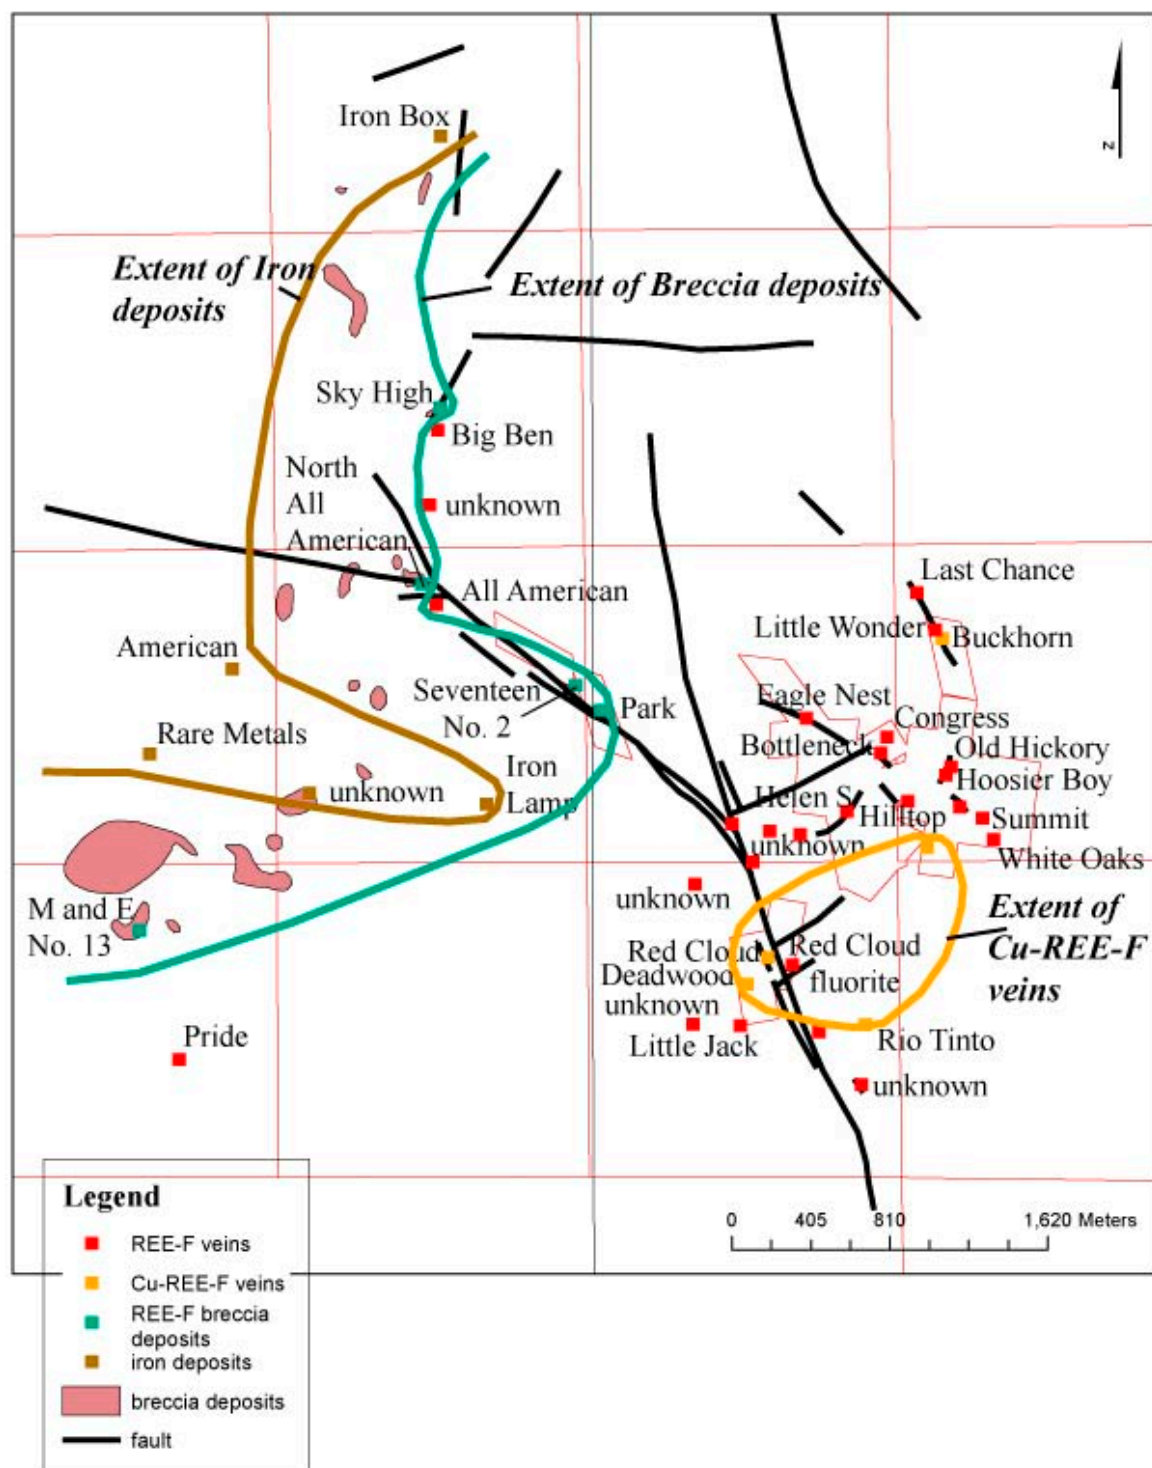 Iron Box
N
Extent of Iron
deposits
Extent of Breccia deposits
Sky High
Big Ben
North
All
American
unknown
All American
Last Chance
Little Wonder
Buckhorn
American
Seventeen
No. 2
Park
Eagle Nest
Congress
Bottleneck
Old Hickory
Hoosier Boy
Rare Metals
unknown
Iron
Lamp
Helen S
Hilltop
Summit
unknown
White Oaks
M and E
No. 13
unknown
Extent of
Cu-REE-F
veins
Red Cloud
Red Cloud
fluorite
Deadwood
unknown
Pride
Little Jack
Rio Tinto
unknown
Legend
REE-F veins
Cu-REE-F veins
REE-F breccia
deposits
iron deposits
breccia deposits
fault
0 405 810 1,620 Meters